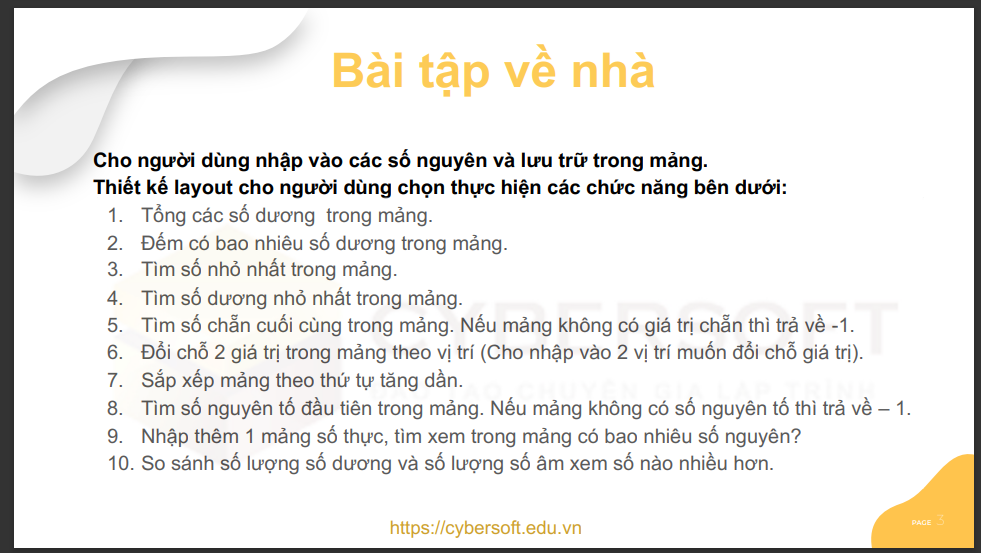 Bài tập về nhà
Cho người dùng nhập vào các số nguyên và lưu trữ trong mảng.
Thiết kế layout cho người dùng chọn thực hiện các chức năng bên dưới:
1. Tổng các số dương trong mảng.
2. Đếm có bao nhiêu số dương trong mảng.
3. Tìm số nhỏ nhất trong mảng.
4. Tìm số dương nhỏ nhất trong mảng.
5. Tìm số chẵn cuối cùng trong mảng. Nếu mảng không có giá trị chẵn thì trả về -1.
6. Đổi chỗ 2 giá trị trong mảng theo vị trí (Cho nhập vào 2 vị trí muốn đổi chỗ giá trị).
7. Sắp xếp mảng theo thứ tự tăng dần.
8. Tìm số nguyên tố đầu tiên trong mảng. Nếu mảng không có số nguyên tố thì trả về – 1.
9. Nhập thêm 1 mảng số thực, tìm xem trong mảng có bao nhiêu số nguyên?
10. So sánh số lượng số dương và số lượng số âm xem số nào nhiều hơn.
CYBERSOFT
ĐÀO TẠO CHUYÊN GIA LẬP TRÌNH
https://cybersoft.edu.vn
PAGE 3